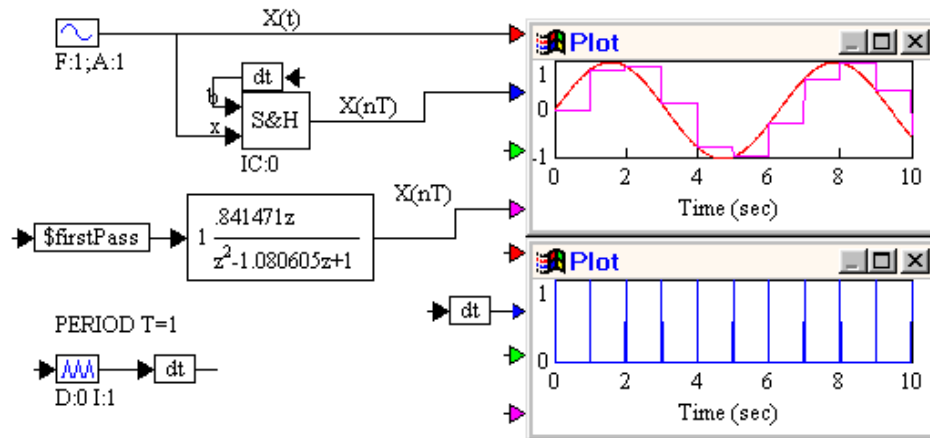 X(t)
F:1;A:1
dt
b
S&H
x
IC:0
X(nT)
Plot
1
0
-1
0 2 4 6 8 10
Time (sec)
X(nT)
$firstPass
1 .841471z
z²-1.080605z+1
dt
PERIOD T=1
dt
D:0 I:1
Plot
1
0
0 2 4 6 8 10
Time (sec)